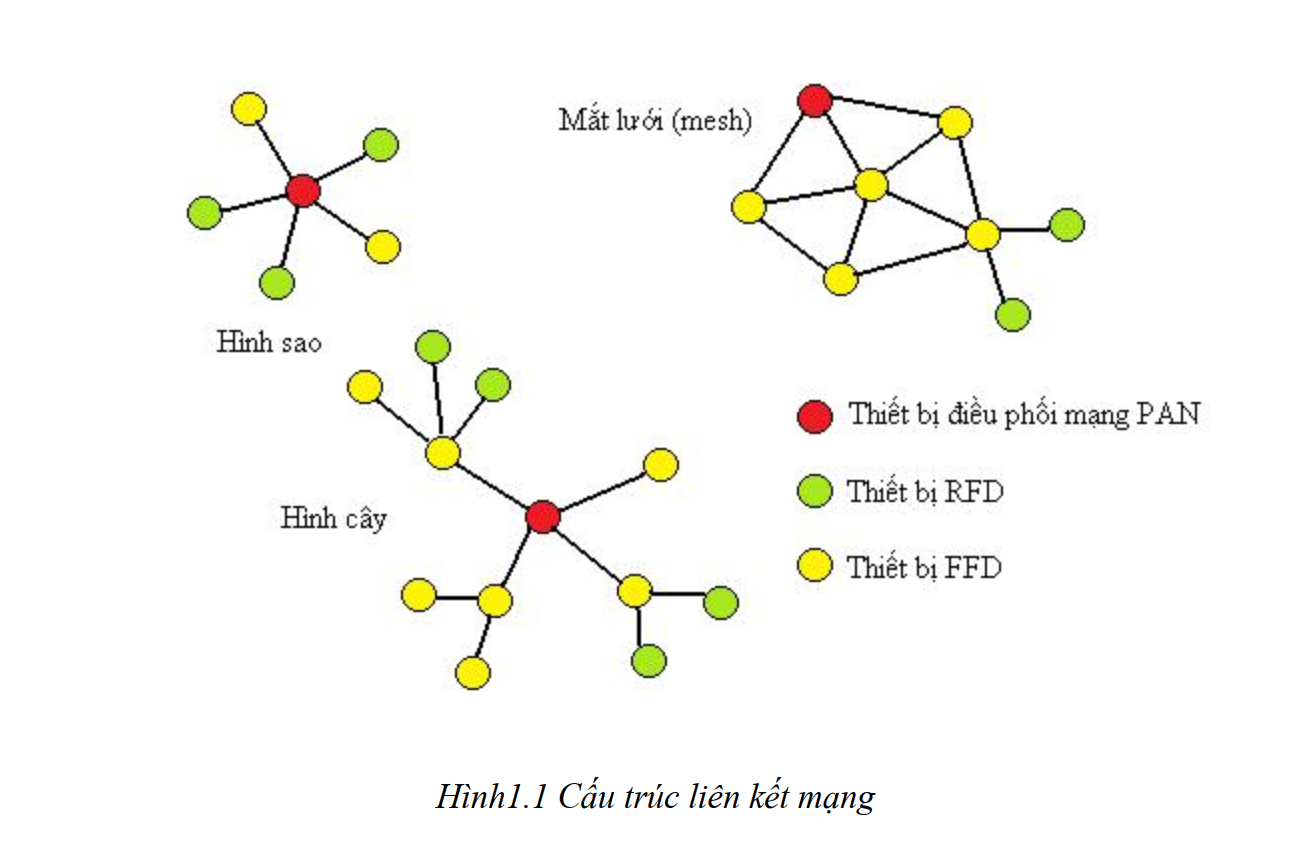 Mắt lưới (mesh)
Hình sao
Hình cây
Thiết bị điều phối mạng PAN
Thiết bị RFD
Thiết bị FFD
Hình1.1 Cấu trúc liên kết mạng